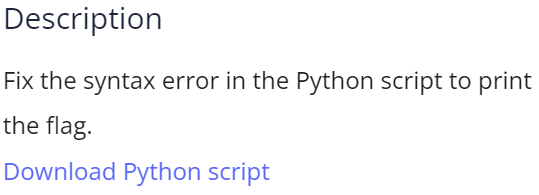 Description
Fix the syntax error in the Python script to print
the flag.
Download Python script